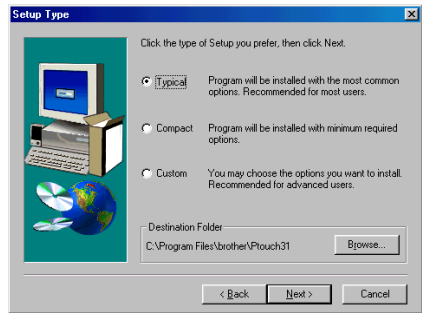 Setup Type
Click the type of Setup you prefer, then click Next.
Typical
Program will be installed with the most common
options. Recommended for most users.
Compact
Program will be installed with minimum required
options.
Custom
You may choose the options you want to install.
Recommended for advanced users.
Destination Folder
C:\Program Files\brother\Ptouch31
Browse...
< Back
Next >
Cancel